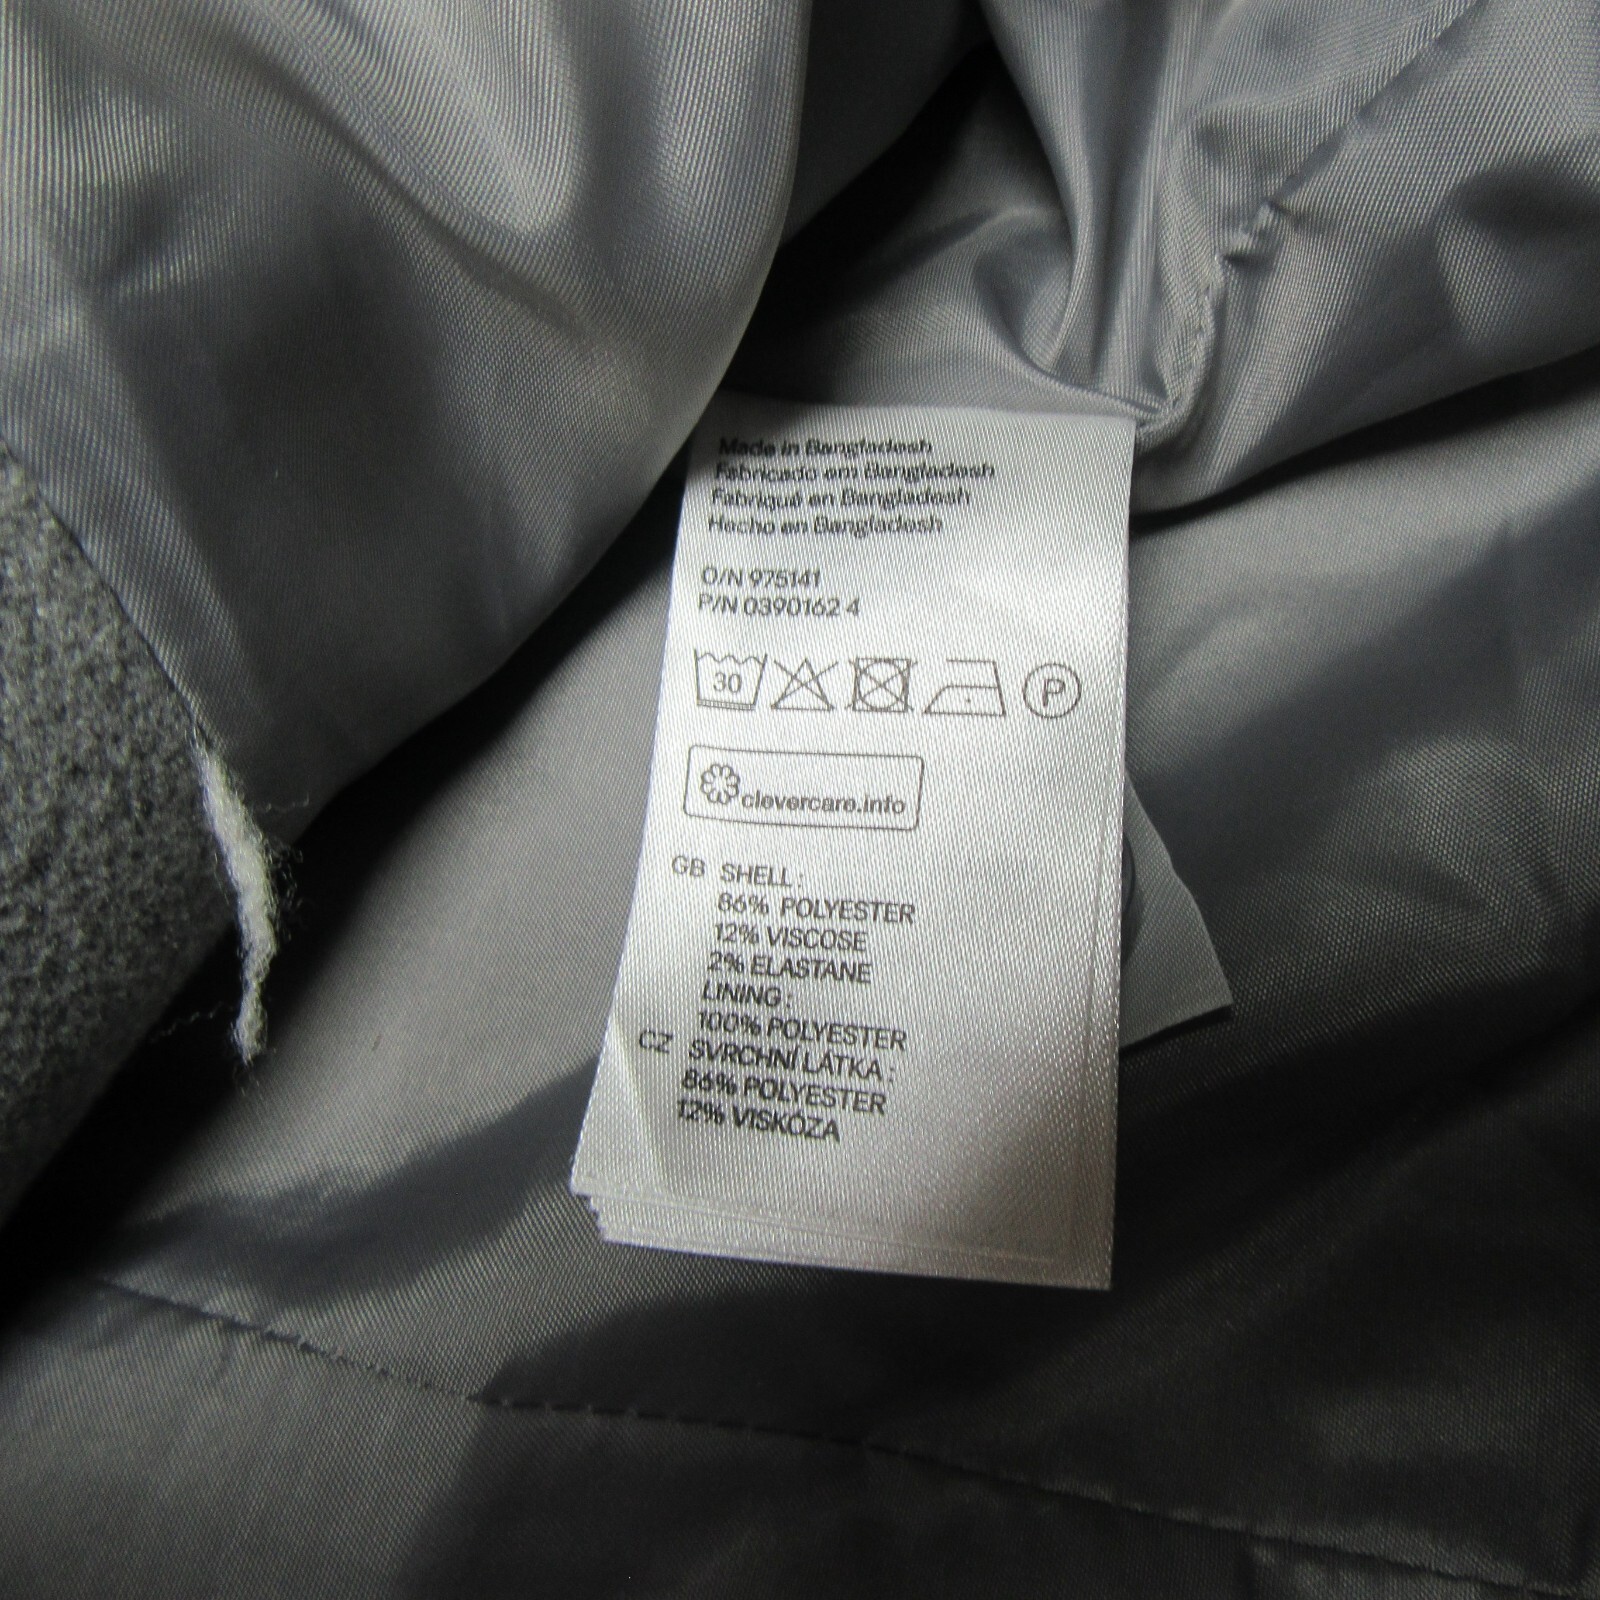 Made in Bangladesh
Fabricado em Bangladesh
Fabriqué en Bangladesh
Hecho en Bangladesh
O/N 975141
P/N 0390162 4
30 P
clevercare.info
GB SHELL :
86% POLYESTER
12% VISCOSE
2% ELASTANE
LINING :
100% POLYESTER
CZ SVRCHNÍ LÁTKA :
86% POLYESTER
12% VISKÓZA